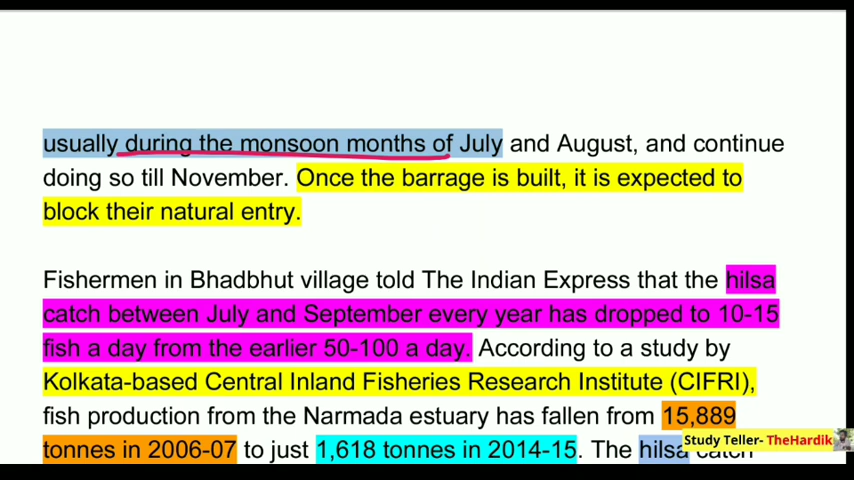 usually during the monsoon months of July and August, and continue
doing so till November. Once the barrage is built, it is expected to
block their natural entry.
Fishermen in Bhadbhut village told The Indian Express that the hilsa
catch between July and September every year has dropped to 10-15
fish a day from the earlier 50-100 a day. According to a study by
Kolkata-based Central Inland Fisheries Research Institute (CIFRI),
fish production from the Narmada estuary has fallen from 15,889
tonnes in 2006-07 to just 1,618 tonnes in 2014-15. The hilsa catch
Study Teller- TheHardik